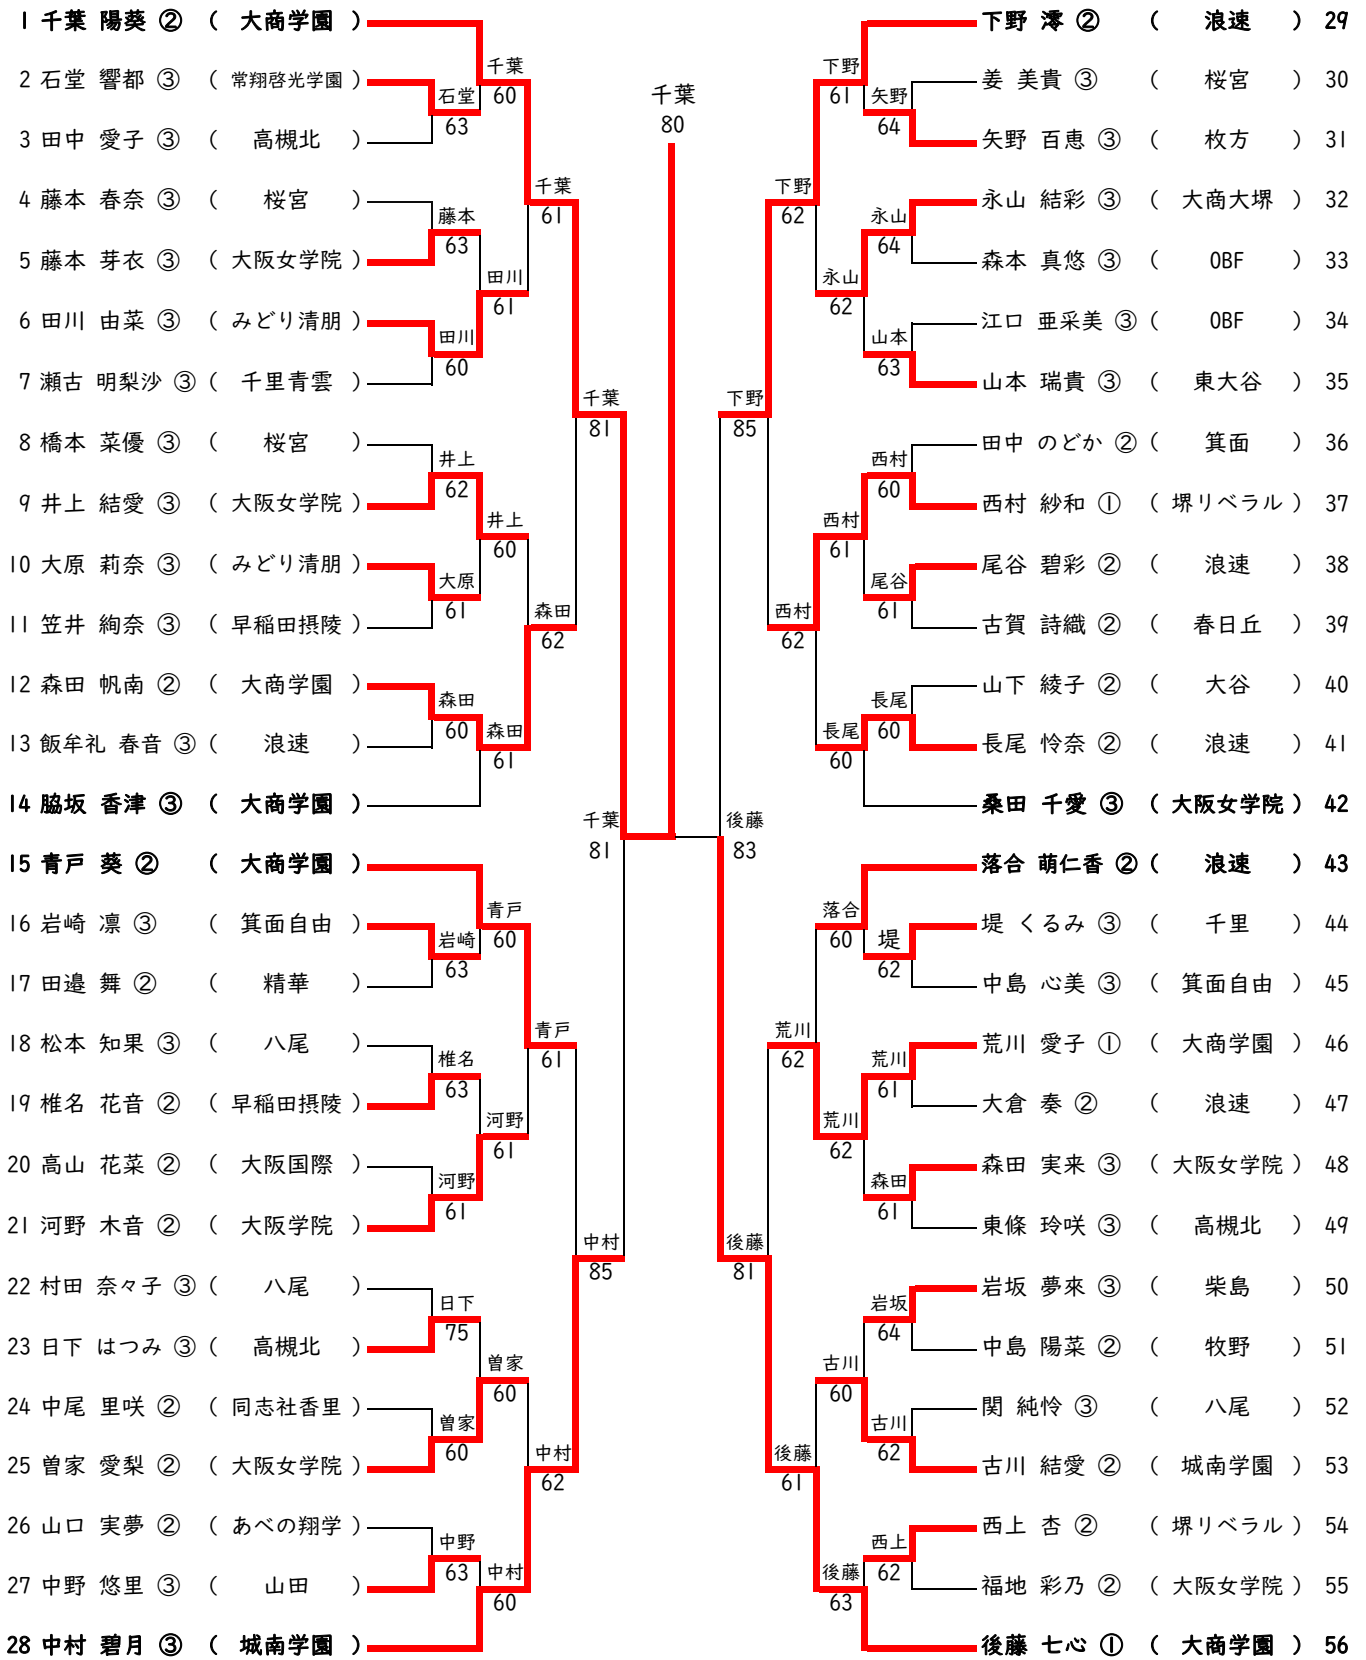 1 千葉 陽葵 ② ( 大商学園 )
2 石堂 響都 ③ ( 常翔啓光学園 )
3 田中 愛子 ③ ( 高槻北 )
4 藤本 春奈 ③ ( 桜宮 )
5 藤本 芽衣 ③ ( 大阪女学院 )
6 田川 由菜 ③ ( みどり清朋 )
7 瀬古 明梨沙 ③ ( 千里青雲 )
8 橋本 菜優 ③ ( 桜宮 )
9 井上 結愛 ③ ( 大阪女学院 )
10 大原 莉奈 ③ ( みどり清朋 )
11 笠井 絢奈 ③ ( 早稲田摂陵 )
12 森田 帆南 ② ( 大商学園 )
13 飯牟礼 春音 ③ ( 浪速 )
14 脇坂 香津 ③ ( 大商学園 )
15 青戸 葵 ② ( 大商学園 )
16 岩崎 凛 ③ ( 箕面自由 )
17 田邉 舞 ② ( 精華 )
18 松本 知果 ③ ( 八尾 )
19 椎名 花音 ② ( 早稲田摂陵 )
20 高山 花菜 ② ( 大阪国際 )
21 河野 木音 ② ( 大阪学院 )
22 村田 奈々子 ③ ( 八尾 )
23 日下 はつみ ③ ( 高槻北 )
24 中尾 里咲 ② ( 同志社香里 )
25 曽家 愛梨 ② ( 大阪女学院 )
26 山口 実夢 ② ( あべの翔学 )
27 中野 悠里 ③ ( 山田 )
28 中村 碧月 ③ ( 城南学園 )
石堂
63
藤本
63
田川
60
井上
62
大原
61
森田
60
岩崎
63
椎名
63
河野
61
日下
75
曽家
60
中野
63
千葉
60
田川
61
井上
60
森田
61
青戸
60
河野
61
曽家
60
中村
60
千葉
61
森田
62
青戸
61
中村
62
千葉
81
中村
85
千葉
81
千葉
80
後藤
83
下野
85
後藤
81
下野
62
西村
62
荒川
62
後藤
61
下野
61
永山
62
西村
61
長尾
60
落合
60
荒川
62
古川
60
後藤
63
矢野
64
永山
64
山本
63
西村
60
尾谷
61
長尾
60
堤
62
荒川
61
森田
61
岩坂
64
古川
62
西上
62
下野 澪 ② ( 浪速 ) 29
姜 美貴 ③ ( 桜宮 ) 30
矢野 百恵 ③ ( 枚方 ) 31
永山 結彩 ③ ( 大商大堺 ) 32
森本 真悠 ③ ( OBF ) 33
江口 亜采美 ③ ( OBF ) 34
山本 瑞貴 ③ ( 東大谷 ) 35
田中 のどか ② ( 箕面 ) 36
西村 紗和 ① ( 堺リベラル ) 37
尾谷 碧彩 ② ( 浪速 ) 38
古賀 詩織 ② ( 春日丘 ) 39
山下 綾子 ② ( 大谷 ) 40
長尾 怜奈 ② ( 浪速 ) 41
桑田 千愛 ③ ( 大阪女学院 ) 42
落合 萌仁香 ② ( 浪速 ) 43
堤 くるみ ③ ( 千里 ) 44
中島 心美 ③ ( 箕面自由 ) 45
荒川 愛子 ① ( 大商学園 ) 46
大倉 奏 ② ( 浪速 ) 47
森田 実来 ③ ( 大阪女学院 ) 48
東條 玲咲 ③ ( 高槻北 ) 49
岩坂 夢來 ③ ( 柴島 ) 50
中島 陽菜 ② ( 牧野 ) 51
関 純怜 ③ ( 八尾 ) 52
古川 結愛 ② ( 城南学園 ) 53
西上 杏 ② ( 堺リベラル ) 54
福地 彩乃 ② ( 大阪女学院 ) 55
後藤 七心 ① ( 大商学園 ) 56